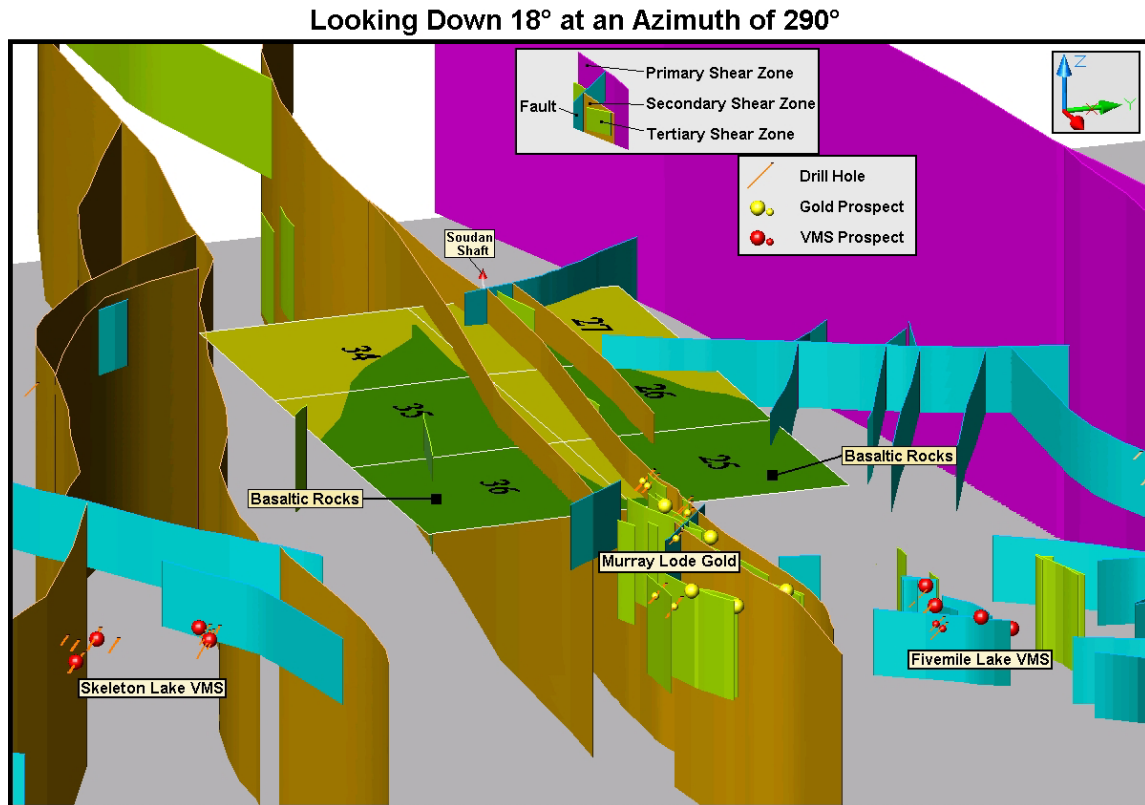 Looking Down 18° at an Azimuth of 290°
Primary Shear Zone
Fault
Secondary Shear Zone
Tertiary Shear Zone
Z
X
Y
Drill Hole
Gold Prospect
VMS Prospect
Soudan
Shaft
27
34
26
35
25
36
Basaltic Rocks
Basaltic Rocks
Murray Lode Gold
Fivemile Lake VMS
Skeleton Lake VMS